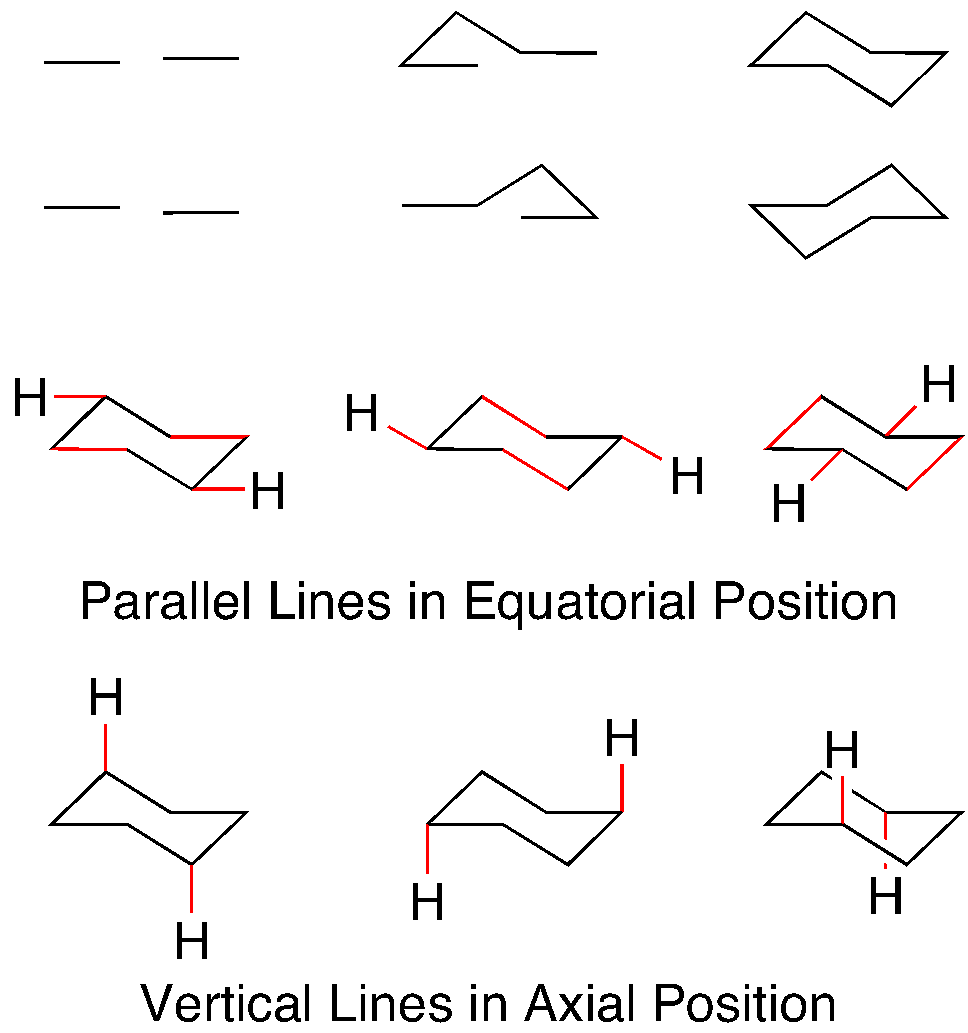 H H H
H H H
Parallel Lines in Equatorial Position
H H H
H H H
Vertical Lines in Axial Position